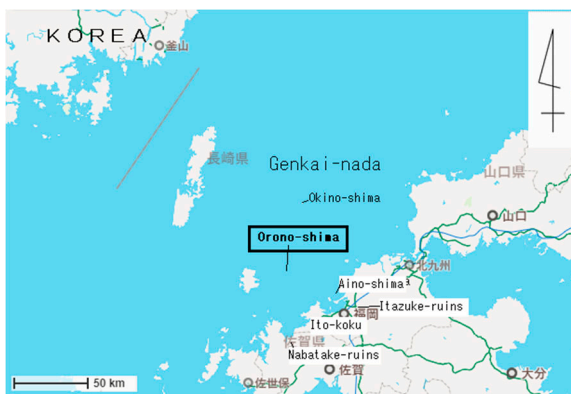 KOREA
釜山
長崎県
Genkai-nada
山口県
Okino-shima
山口
Orono-shima
北九州
Aino-shima
Itazuke-ruins
福岡
Ito-koku
佐賀県
Nabatake-ruins
佐賀
大分
佐世保
50 km